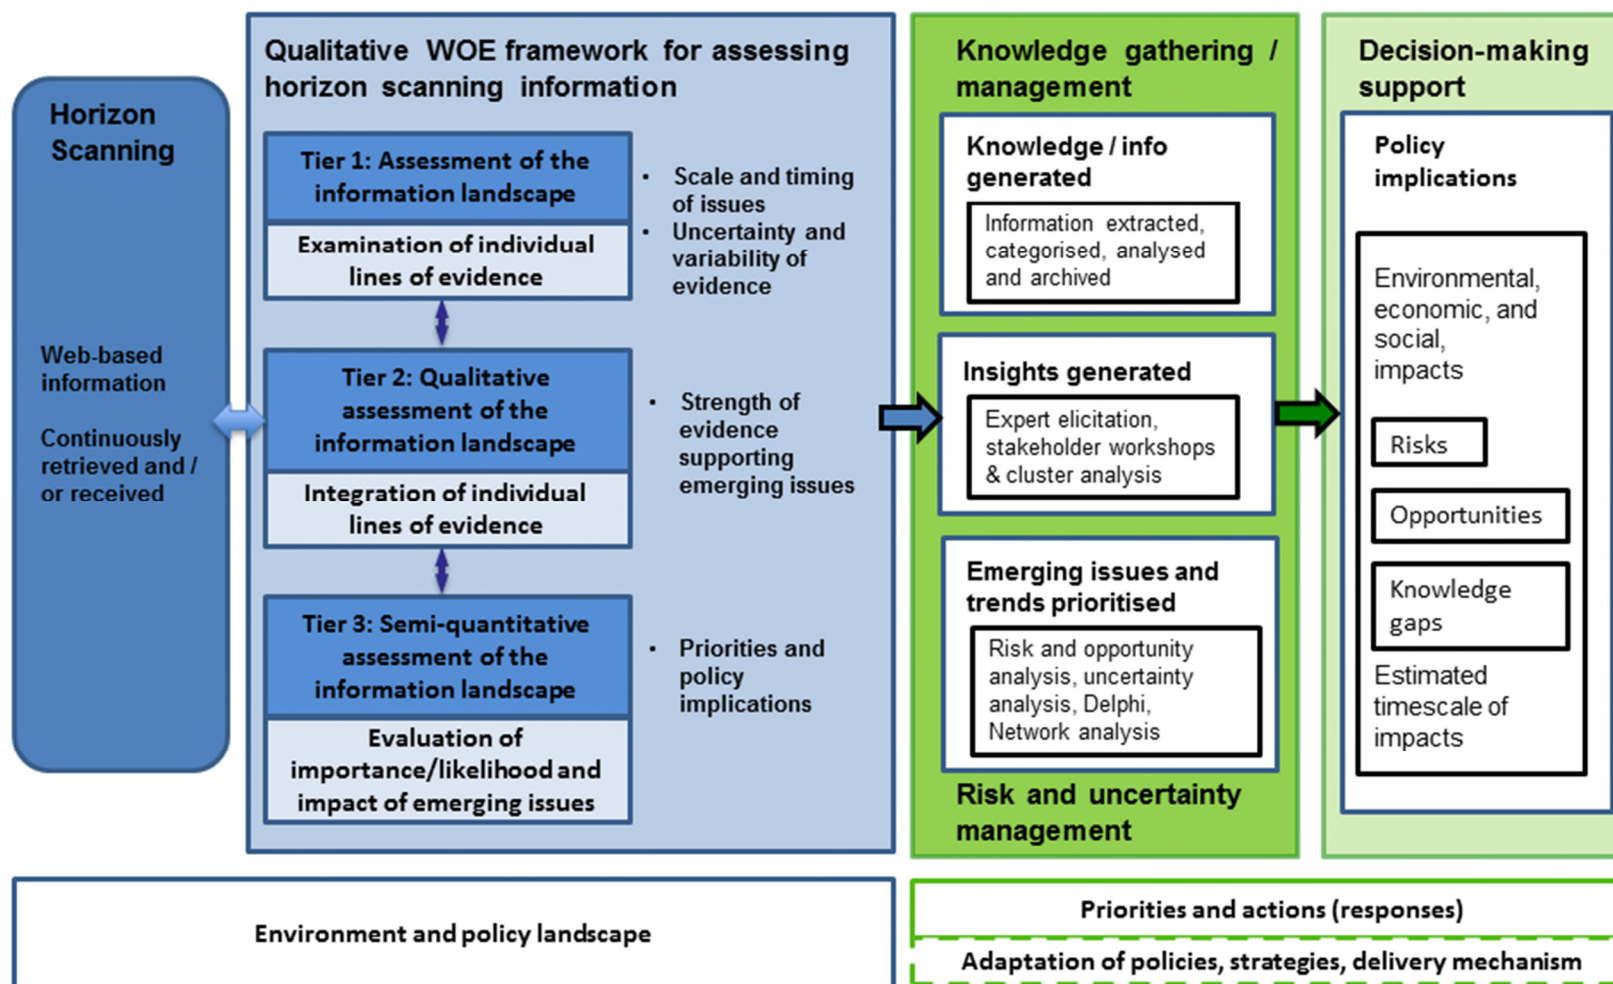 Horizon
Scanning
Web-based
information
Continuously
retrieved and /
or received
Qualitative WOE framework for assessing
horizon scanning information
Tier 1: Assessment of the
information landscape
Examination of individual
lines of evidence
• Scale and timing
of issues
• Uncertainty and
variability of
evidence
Tier 2: Qualitative
assessment of the
information landscape
Integration of individual
lines of evidence
• Strength of
evidence
supporting
emerging issues
Tier 3: Semi-quantitative
assessment of the
information landscape
Evaluation of
importance/likelihood and
impact of emerging issues
• Priorities and
policy
implications
Knowledge gathering /
management
Knowledge / info
generated
Information extracted,
categorised, analysed
and archived
Insights generated
Expert elicitation,
stakeholder workshops
& cluster analysis
Emerging issues and
trends prioritised
Risk and opportunity
analysis, uncertainty
analysis, Delphi,
Network analysis
Risk and uncertainty
management
Decision-making
support
Policy
implications
Environmental,
economic, and
social,
impacts
Risks
Opportunities
Knowledge
gaps
Estimated
timescale of
impacts
Environment and policy landscape
Priorities and actions (responses)
Adaptation of policies, strategies, delivery mechanism